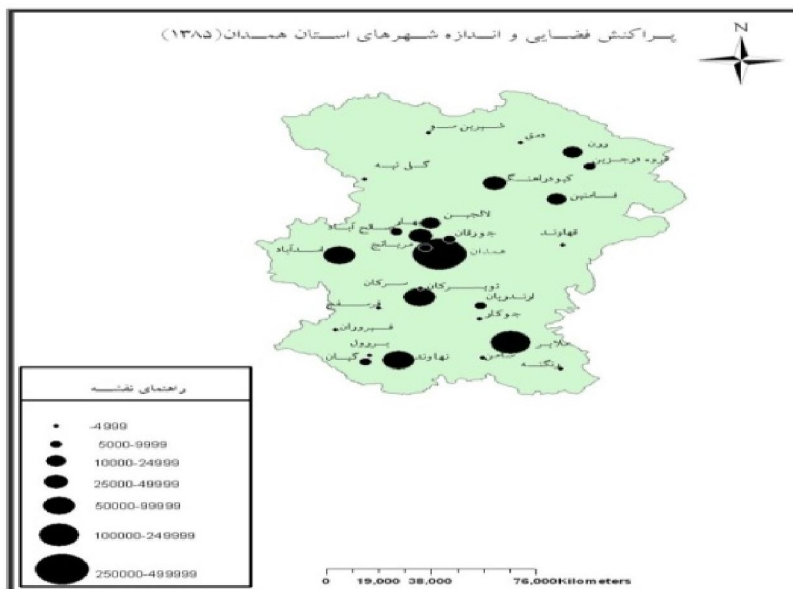 پراکنش فضایی و اندازه شهرهای استان همدان(۱۳۸۵)
N
شیرین سو
دمق
رزن
قروه درجزین
گل تپه
کبودراهنگ
فامنین
لالجین
بهار
صالح آباد
جورقان
قهاوند
مریانج
همدان
اسدآباد
سرکان
تویسرکان
فرسفج
ازندریان
جوکار
فیروزان
ملایر
برزول
گیان
نهاوند
سامن
زنگنه
راهنمای نقشه
-4999
5000-9999
10000-24999
25000-49999
50000-99999
100000-249999
250000-499999
0 19,000 38,000 76,000Kilometers